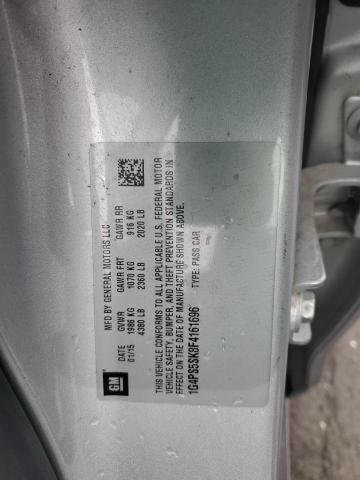 MFD BY GENERAL MOTORS LLC
01/15 GVWR GAWR FRT GAWR RR
1986 KG 1070 KG 916 KG
4380 LB 2360 LB 2020 LB
THIS VEHICLE CONFORMS TO ALL APPLICABLE U.S. FEDERAL MOTOR
VEHICLE SAFETY, BUMPER, AND THEFT PREVENTION STANDARDS IN
EFFECT ON THE DATE OF MANUFACTURE SHOWN ABOVE.
1G4PS5SK8F4161696 TYPE: PASS CAR
GM